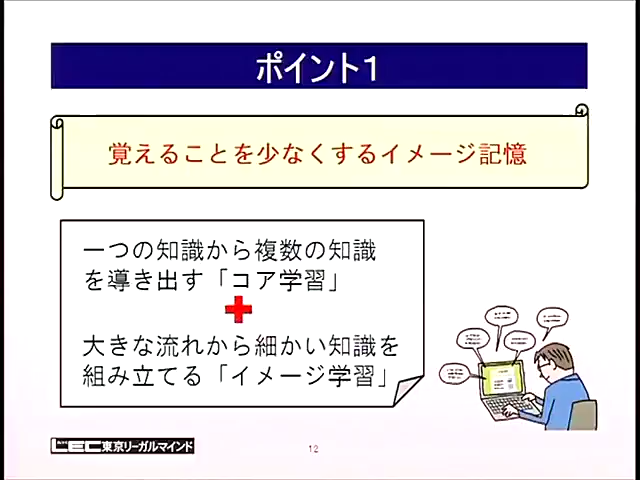 ポイント1
覚えることを少なくするイメージ記憶
一つの知識から複数の知識
を導き出す「コア学習」
大きな流れから細かい知識を
組み立てる「イメージ学習」
LEC東京リーガルマインド
12